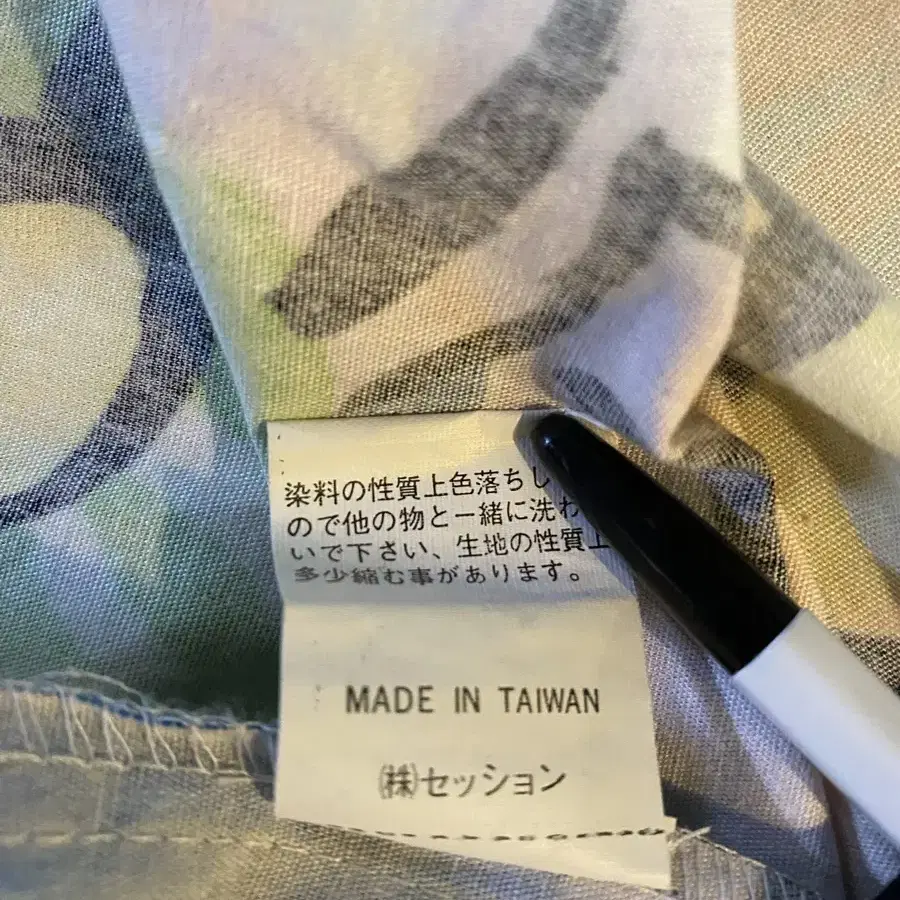 染料の性質上色落ちし
ので他の物と一緒に洗わ
いで下さい、生地の性質上
多少縮む事があります。
MADE IN TAIWAN
㈱セッション